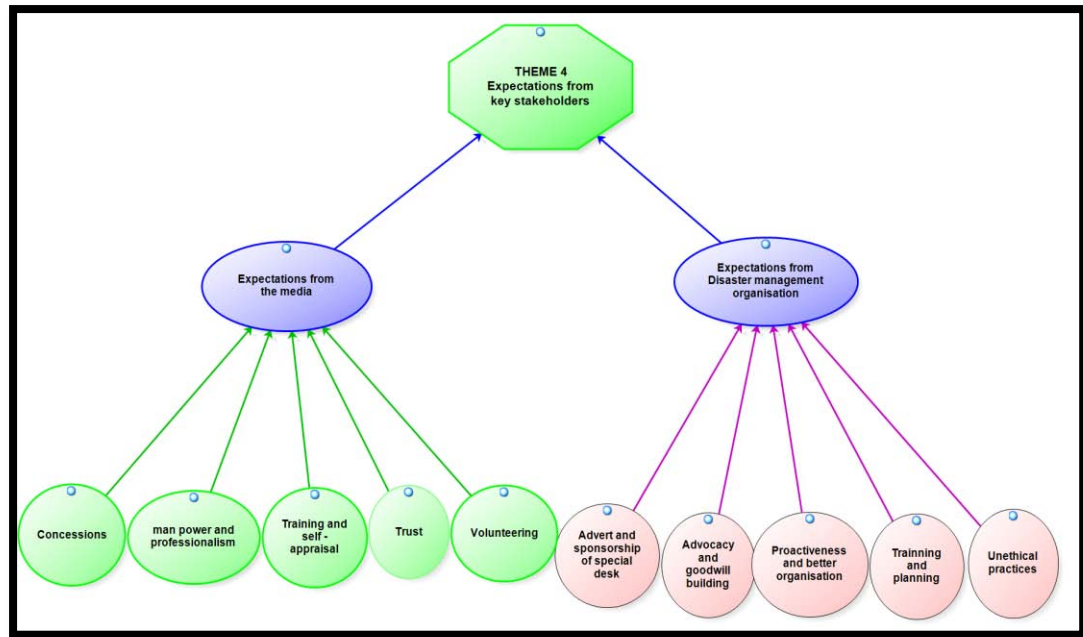 THEME 4
Expectations from
key stakeholders
Expectations from
the media
Expectations from
Disaster management
organisation
Concessions
man power and
professionalism
Training and
self -
appraisal
Trust
Volunteering
Advert and
sponsorship
of special
desk
Advocacy
and
goodwill
building
Proactiveness
and better
organisation
Trainning
and
planning
Unethical
practices